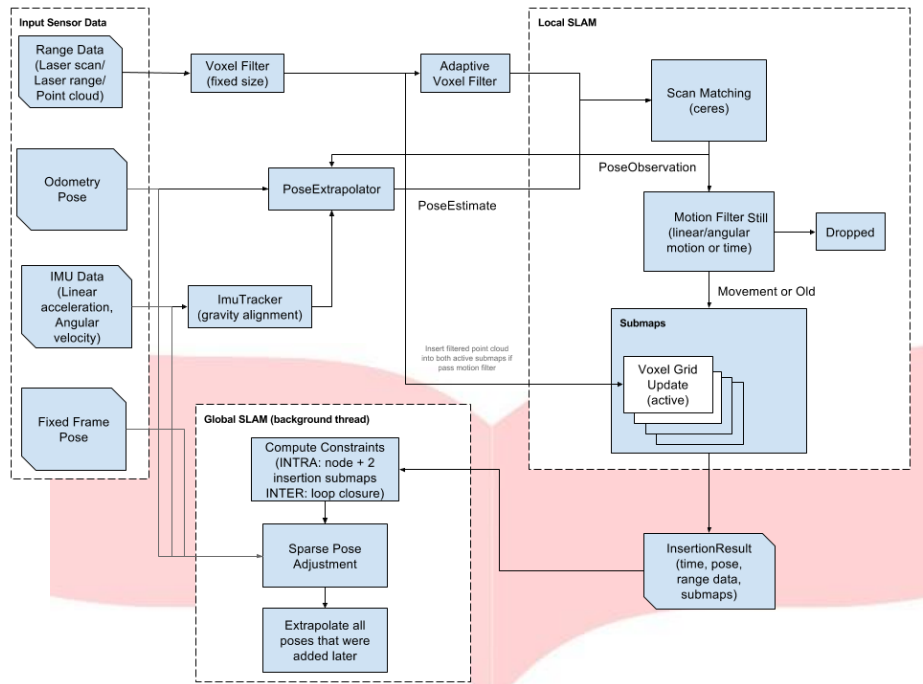 Input Sensor Data
Range Data
(Laser scan/
Laser range/
Point cloud)
Odometry
Pose
IMU Data
(Linear
acceleration,
Angular
velocity)
Fixed Frame
Pose
Voxel Filter
(fixed size)
Adaptive
Voxel Filter
PoseExtrapolator
PoseEstimate
ImuTracker
(gravity alignment)
Local SLAM
Scan Matching
(ceres)
PoseObservation
Motion Filter Still
(linear/angular
motion or time)
Dropped
Movement or Old
Submaps
Voxel Grid
Update
(active)
Insert filtered point cloud
into both active submaps if
pass motion filter
Global SLAM (background thread)
Compute Constraints
(INTRA: node + 2
insertion submaps
INTER: loop closure)
Sparse Pose
Adjustment
Extrapolate all
poses that were
added later
InsertionResult
(time, pose,
range data,
submaps)